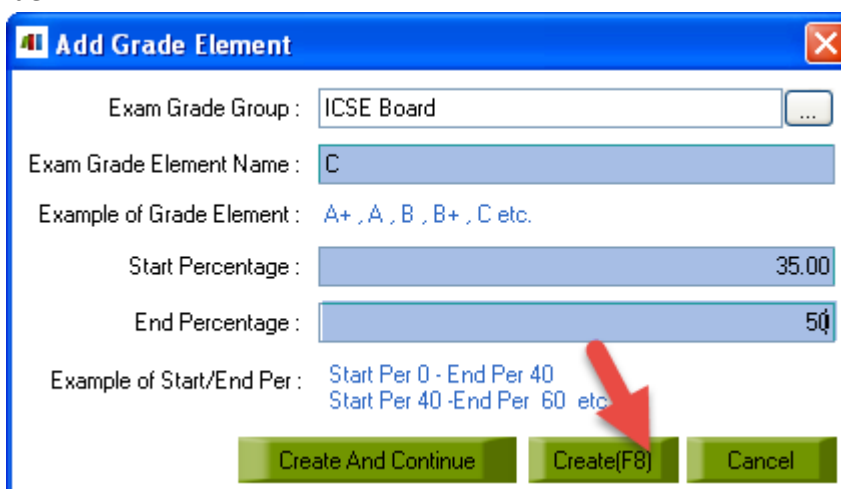 Add Grade Element
Exam Grade Group : ICSE Board ...
Exam Grade Element Name : C
Example of Grade Element : A+ , A , B , B+ , C etc.
Start Percentage : 35.00
End Percentage : 50
Example of Start/End Per : Start Per 0 - End Per 40
Start Per 40 -End Per 60 etc
Create And Continue Create(F8) Cancel